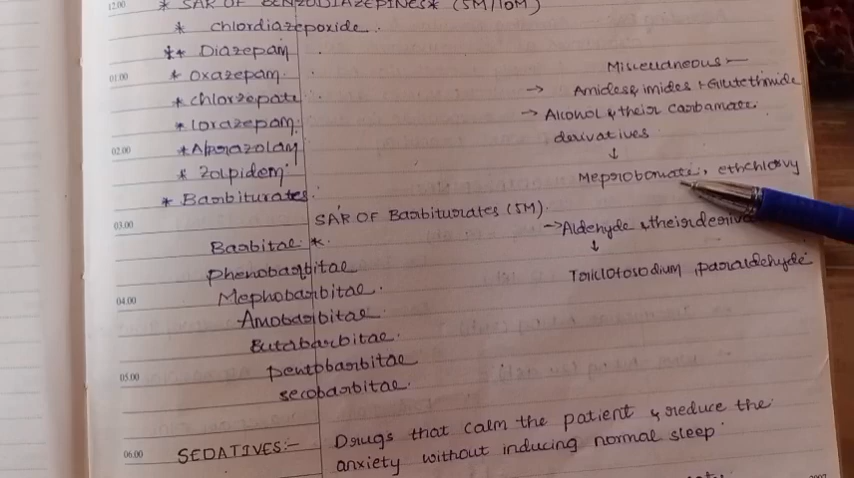 12.00 * SAR OF BENZODIAZEPINES* (5M/10M)
* chlordiazepoxide.
** Diazepam
01.00 * Oxazepam.
* chlorzepate
* lorazepam.
02.00 * Alprazolam
* Zolpidem
* Barbiturates.
Miscellaneous :-
→ Amides & imides → Glutethimide
→ Alcohol & their carbamate
derivatives
↓
Meprobamate, ethchlorvy
03.00 SAR OF Barbiturates (5M).
→ Aldehyde & their deriva
↓
Triclofosodium, paraldehyde
Barbital *.
Phenobarbital
04.00 Mephobarbital.
Amobarbital
Butabarbital.
05.00 pentobarbital
secobarbital.
06.00 SEDATIVES:- Drugs that calm the patient & reduce the
anxiety without inducing normal sleep
2007